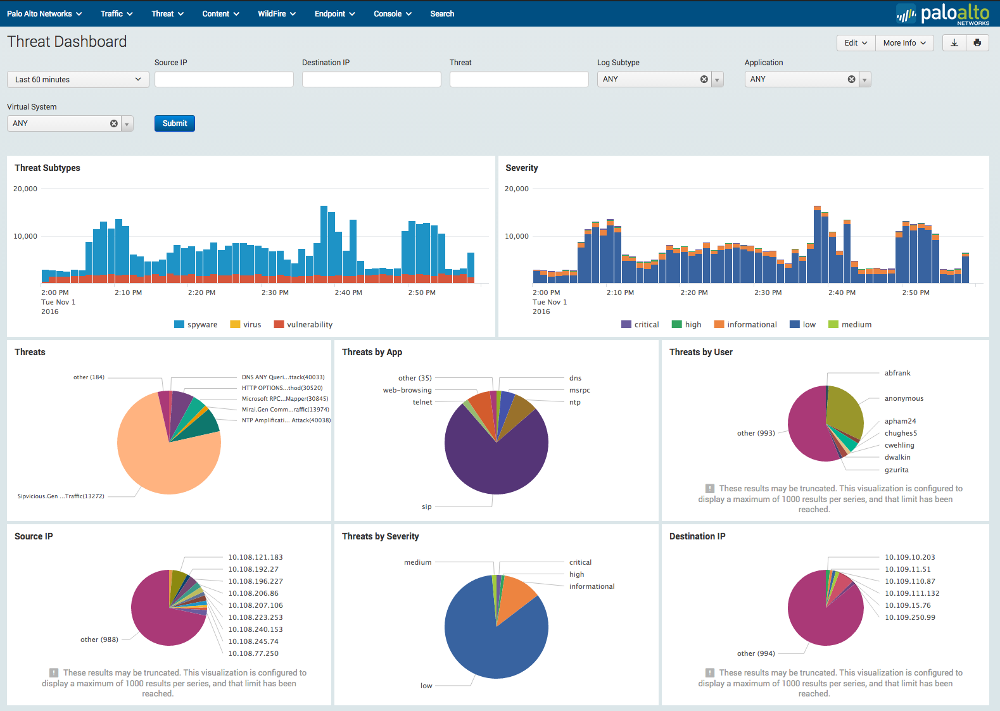 Palo Alto Networks Traffic Threat Content WildFire Endpoint Console Search
paloalto
NETWORKS
Threat Dashboard
Edit More Info
Source IP Destination IP Threat Log Subtype Application
Last 60 minutes ANY ANY
Virtual System
ANY Submit
Threat Subtypes
20,000
10,000
2:00 PM 2:10 PM 2:20 PM 2:30 PM 2:40 PM 2:50 PM
Tue Nov 1
2016
spyware virus vulnerability
Severity
20,000
10,000
2:00 PM 2:10 PM 2:20 PM 2:30 PM 2:40 PM 2:50 PM
Tue Nov 1
2016
critical high informational low medium
Threats
other (184)
DNS ANY Queri...ttack(40033)
HTTP OPTIONS...thod(30520)
Microsoft RPC...Mapper(30845)
Mirai.Gen Comm...raffic(13974)
NTP Amplificati... Attack(40038)
Sipvicious.Gen ...Traffic(13272)
Threats by App
other (35)
web-browsing
telnet
dns
msrpc
ntp
sip
Threats by User
abfrank
anonymous
apham24
chughes5
cwehling
dwalkin
gzurita
other (993)
These results may be truncated. This visualization is configured to
display a maximum of 1000 results per series, and that limit has been
reached.
Source IP
10.108.121.183
10.108.192.27
10.108.196.227
10.108.206.86
10.108.207.106
10.108.223.253
10.108.240.153
10.108.245.74
10.108.77.250
other (988)
These results may be truncated. This visualization is configured to
display a maximum of 1000 results per series, and that limit has been
reached.
Threats by Severity
medium
critical
high
informational
low
Destination IP
10.109.10.203
10.109.11.51
10.109.110.87
10.109.111.132
10.109.15.76
10.109.250.99
other (994)
These results may be truncated. This visualization is configured to
display a maximum of 1000 results per series, and that limit has been
reached.